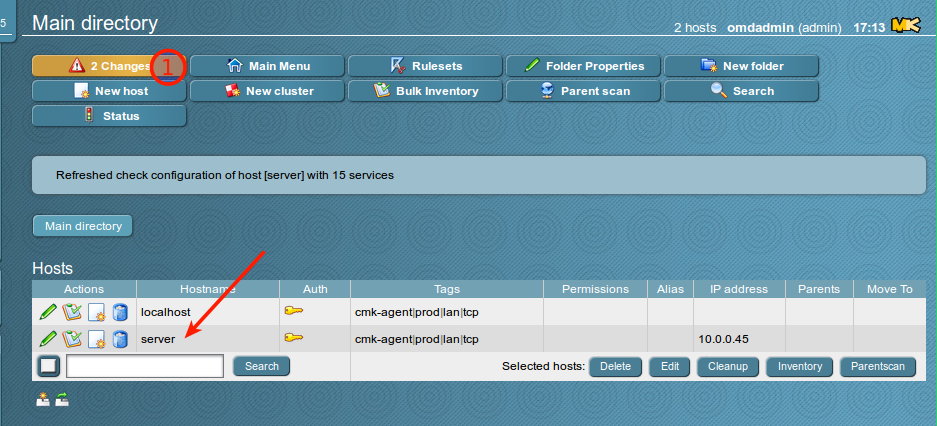 5
Main directory
2 hosts omdadmin (admin) 17:13
2 Changes 1 Main Menu Rulesets Folder Properties New folder
New host New cluster Bulk Inventory Parent scan Search
Status
Refreshed check configuration of host [server] with 15 services
Main directory
Hosts
Actions Hostname Auth Tags Permissions Alias IP address Parents Move To
localhost cmk-agent|prod|lan|tcp
server cmk-agent|prod|lan|tcp 10.0.0.45
Search Selected hosts: Delete Edit Cleanup Inventory Parentscan